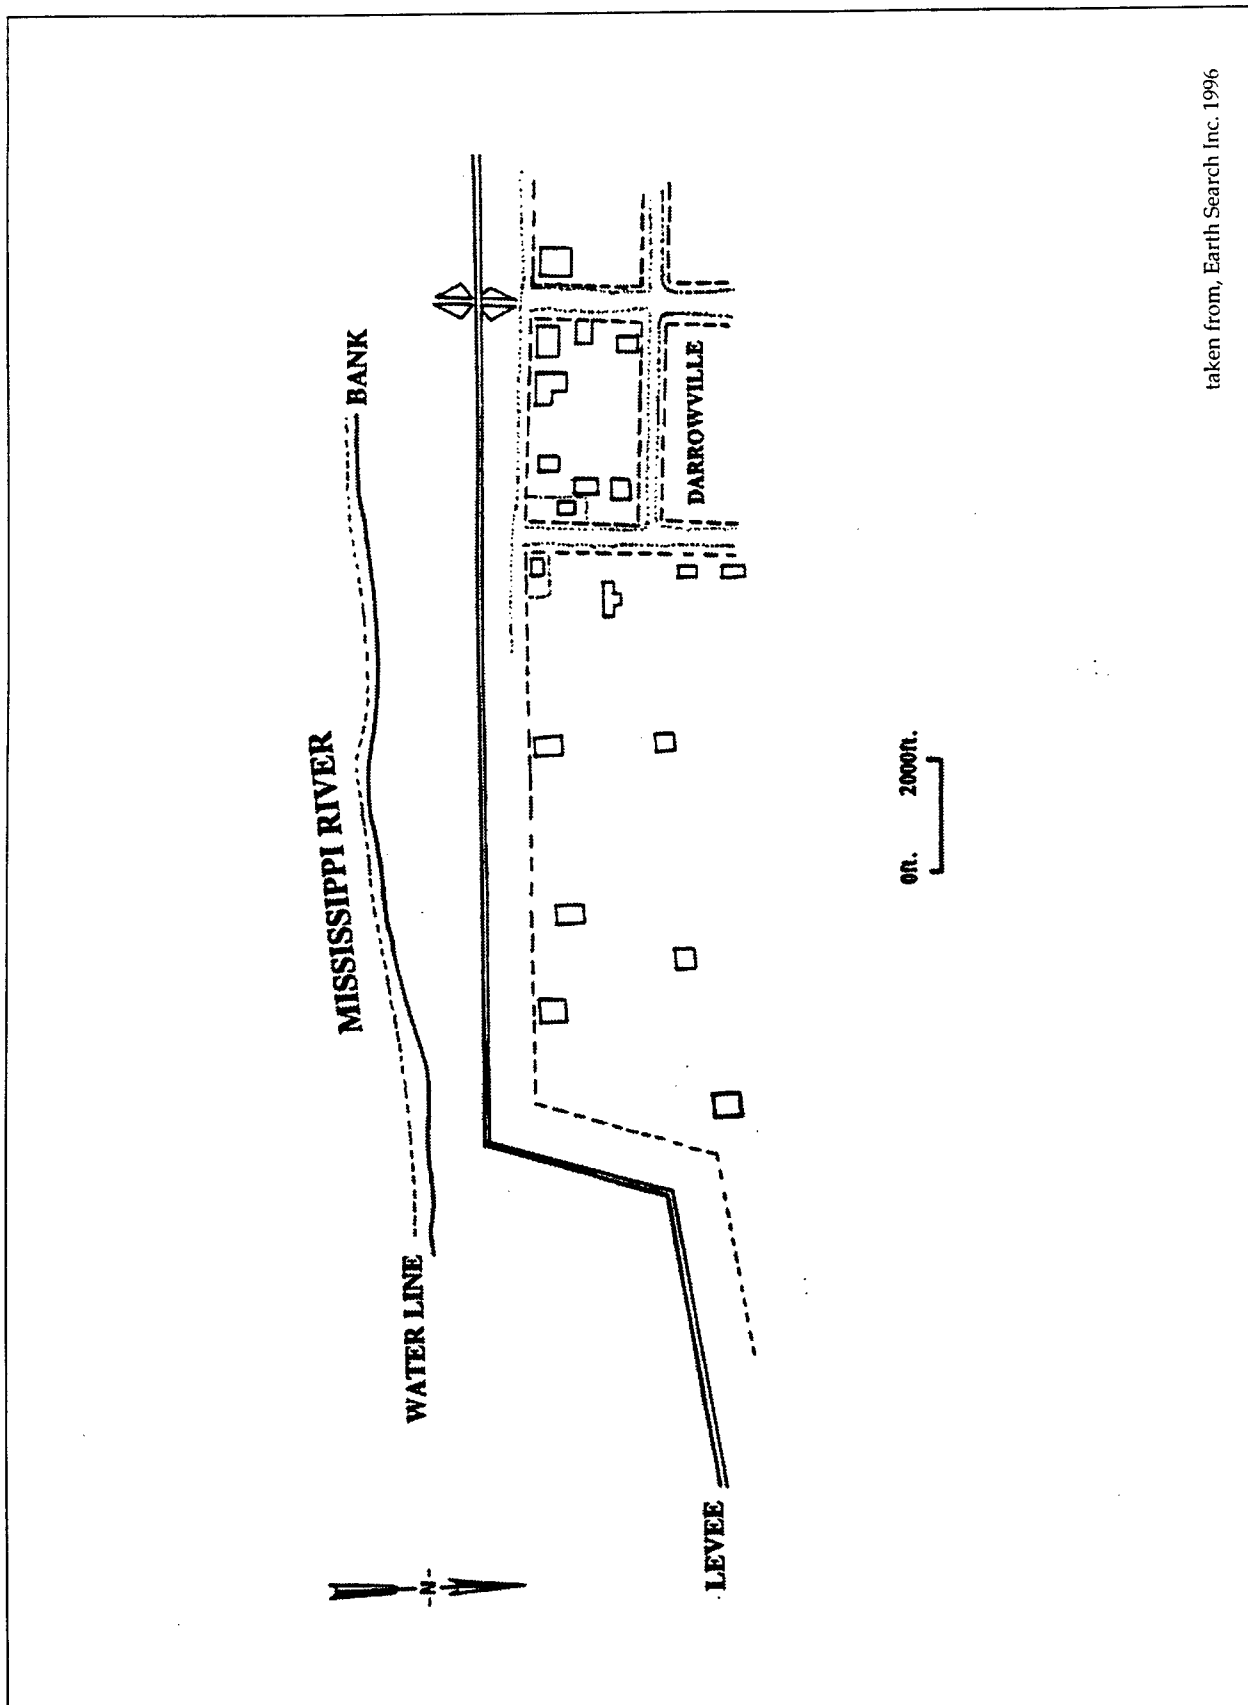 MISSISSIPPI RIVER
WATER LINE
BANK
-N-
LEVEE
DARROWVILLE
0ft. 2000ft.
taken from, Earth Search Inc. 1996